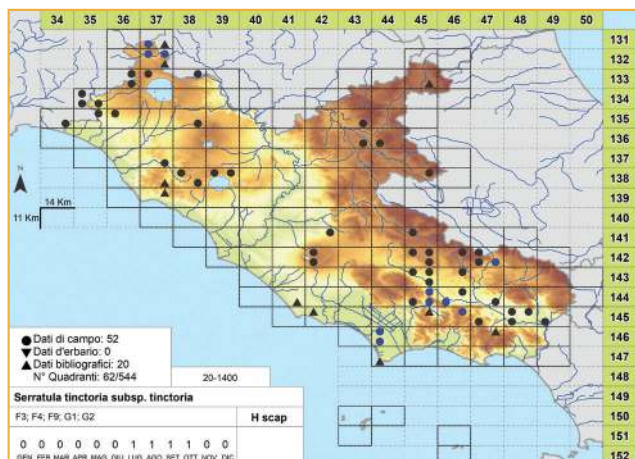 34 35 36 37 38 39 40 41 42 43 44 45 46 47 48 49 50
131
132
133
134
135
136
137
138
139
140
141
142
143
144
145
146
147
148
149
150
151
152
N
14 Km
11 Km
Dati di campo: 52
Dati d'erbario: 0
Dati bibliografici: 20
N° Quadranti: 62/544
20-1400
Serratula tinctoria subsp. tinctoria
F3; F4; F9; G1; G2
H scap
0 0 0 0 0 0 1 1 1 1 0 0
GEN FEB MAR APR MAG GIU LUG AGO SET OTT NOV DIC